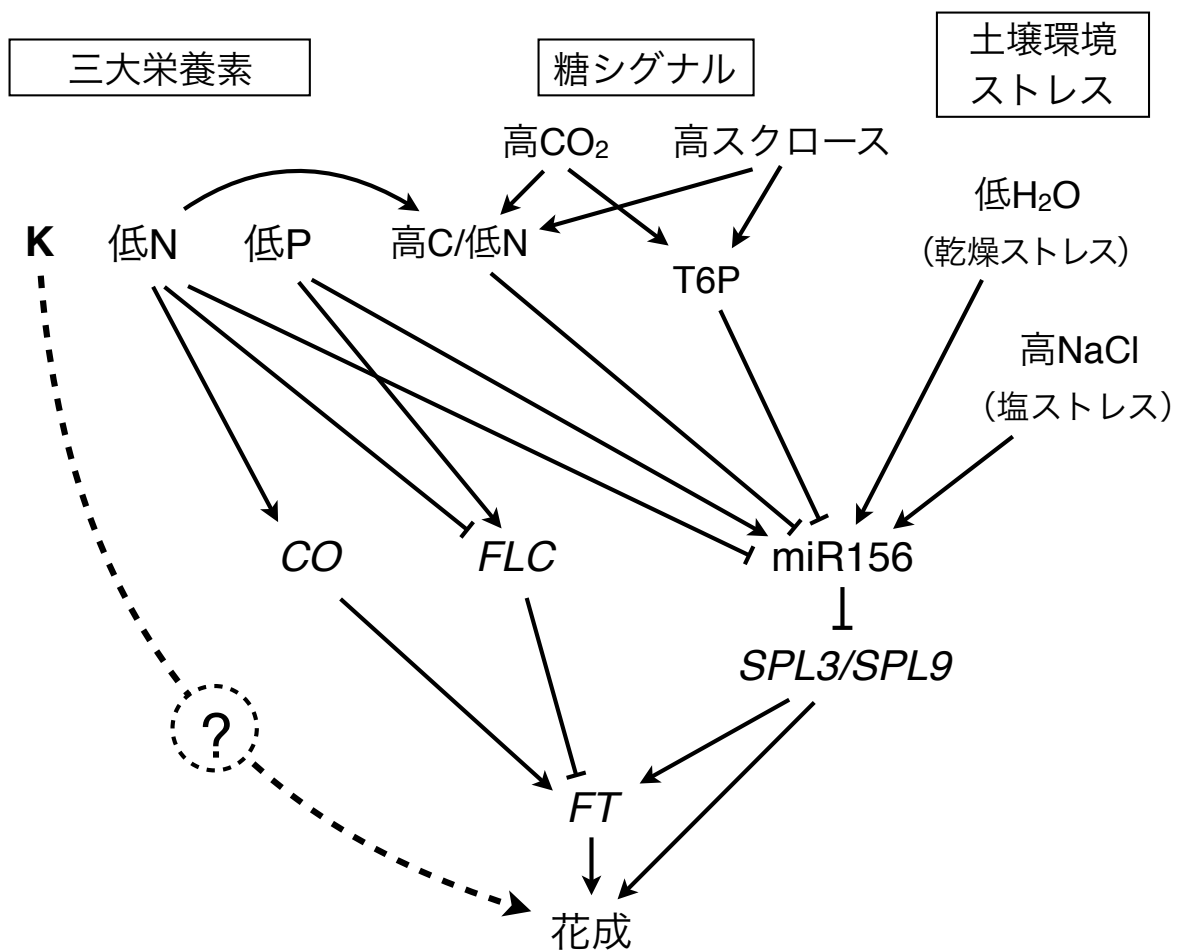 三大栄養素
糖シグナル
土壌環境
ストレス
高CO₂
高スクロース
低H₂O
（乾燥ストレス）
K
低N
低P
高C/低N
T6P
高NaCl
（塩ストレス）
CO
FLC
miR156
SPL3/SPL9
?
FT
花成